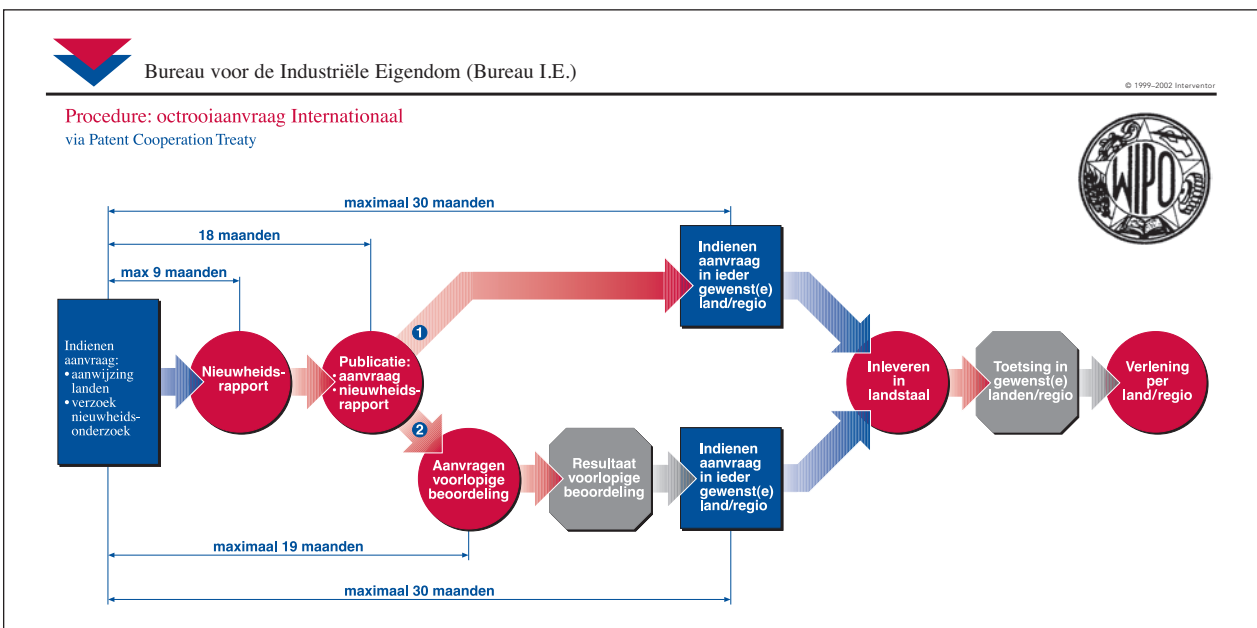 Bureau voor de Industriële Eigendom (Bureau I.E.)
© 1999–2002 Interventor
Procedure: octrooiaanvraag Internationaal
via Patent Cooperation Treaty
WIPO
maximaal 30 maanden
18 maanden
max 9 maanden
Indienen
aanvraag:
• aanwijzing
landen
• verzoek
nieuwheids-
onderzoek
Nieuwheids-
rapport
Publicatie:
• aanvraag
• nieuwheids-
rapport
1
Indienen
aanvraag
in ieder
gewenst(e)
land/regio
2
Aanvragen
voorlopige
beoordeling
Resultaat
voorlopige
beoordeling
Indienen
aanvraag
in ieder
gewenst(e)
land/regio
Inleveren
in
landstaal
Toetsing in
gewenst(e)
landen/regio
Verlening
per
land/regio
maximaal 19 maanden
maximaal 30 maanden